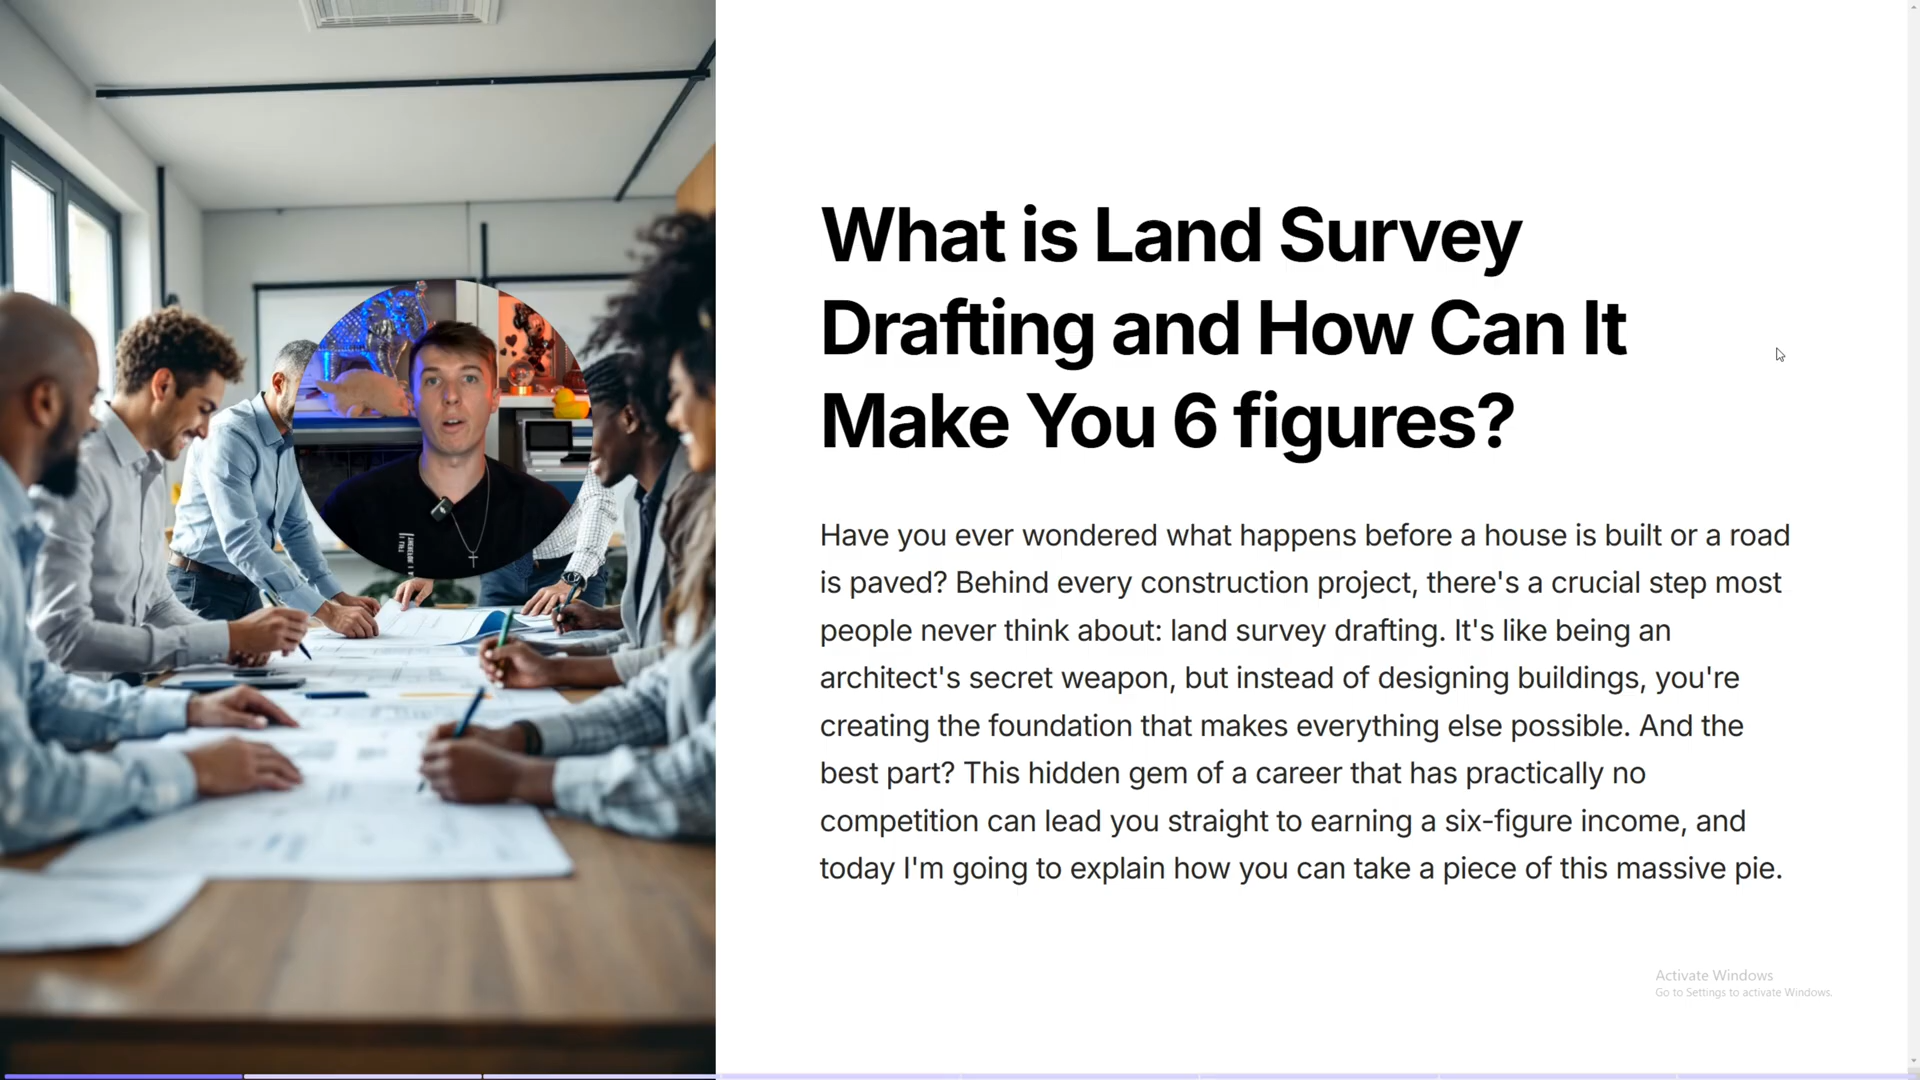 What is Land Survey
Drafting and How Can It
Make You 6 figures?
Have you ever wondered what happens before a house is built or a road
is paved? Behind every construction project, there's a crucial step most
people never think about: land survey drafting. It's like being an
architect's secret weapon, but instead of designing buildings, you're
creating the foundation that makes everything else possible. And the
best part? This hidden gem of a career that has practically no
competition can lead you straight to earning a six-figure income, and
today I'm going to explain how you can take a piece of this massive pie.
Activate Windows
Go to Settings to activate Windows.